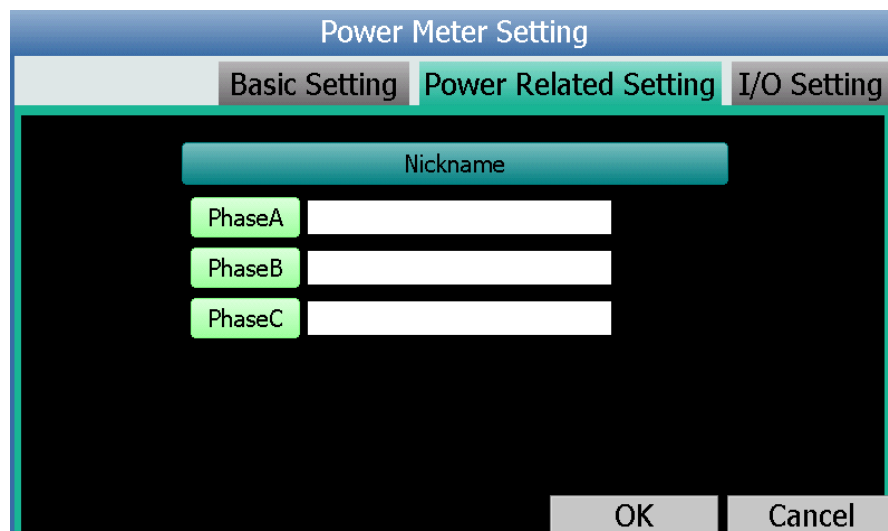 Power Meter Setting
Basic Setting Power Related Setting I/O Setting
Nickname
PhaseA
PhaseB
PhaseC
OK Cancel